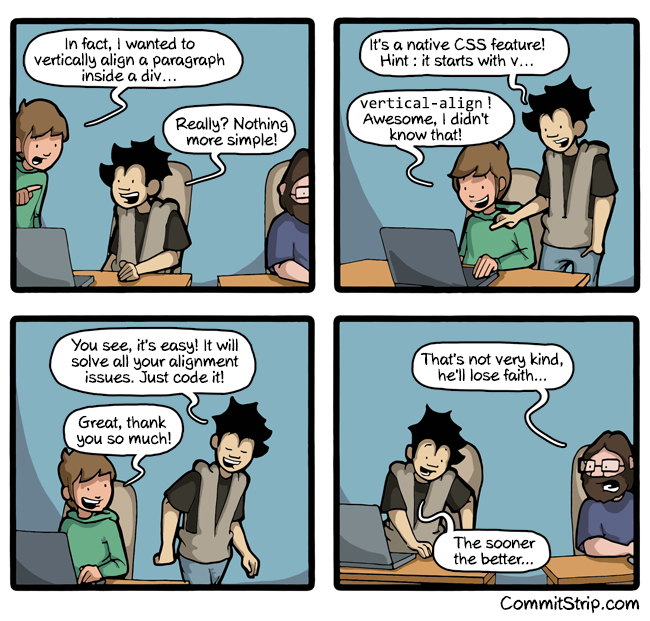 In fact, I wanted to
vertically align a paragraph
inside a div...
Really? Nothing
more simple!
It's a native CSS feature!
Hint : it starts with v...
vertical-align !
Awesome, I didn't
know that!
You see, it's easy! It will
solve all your alignment
issues. Just code it!
Great, thank
you so much!
That's not very kind,
he'll lose faith...
The sooner
the better...
CommitStrip.com